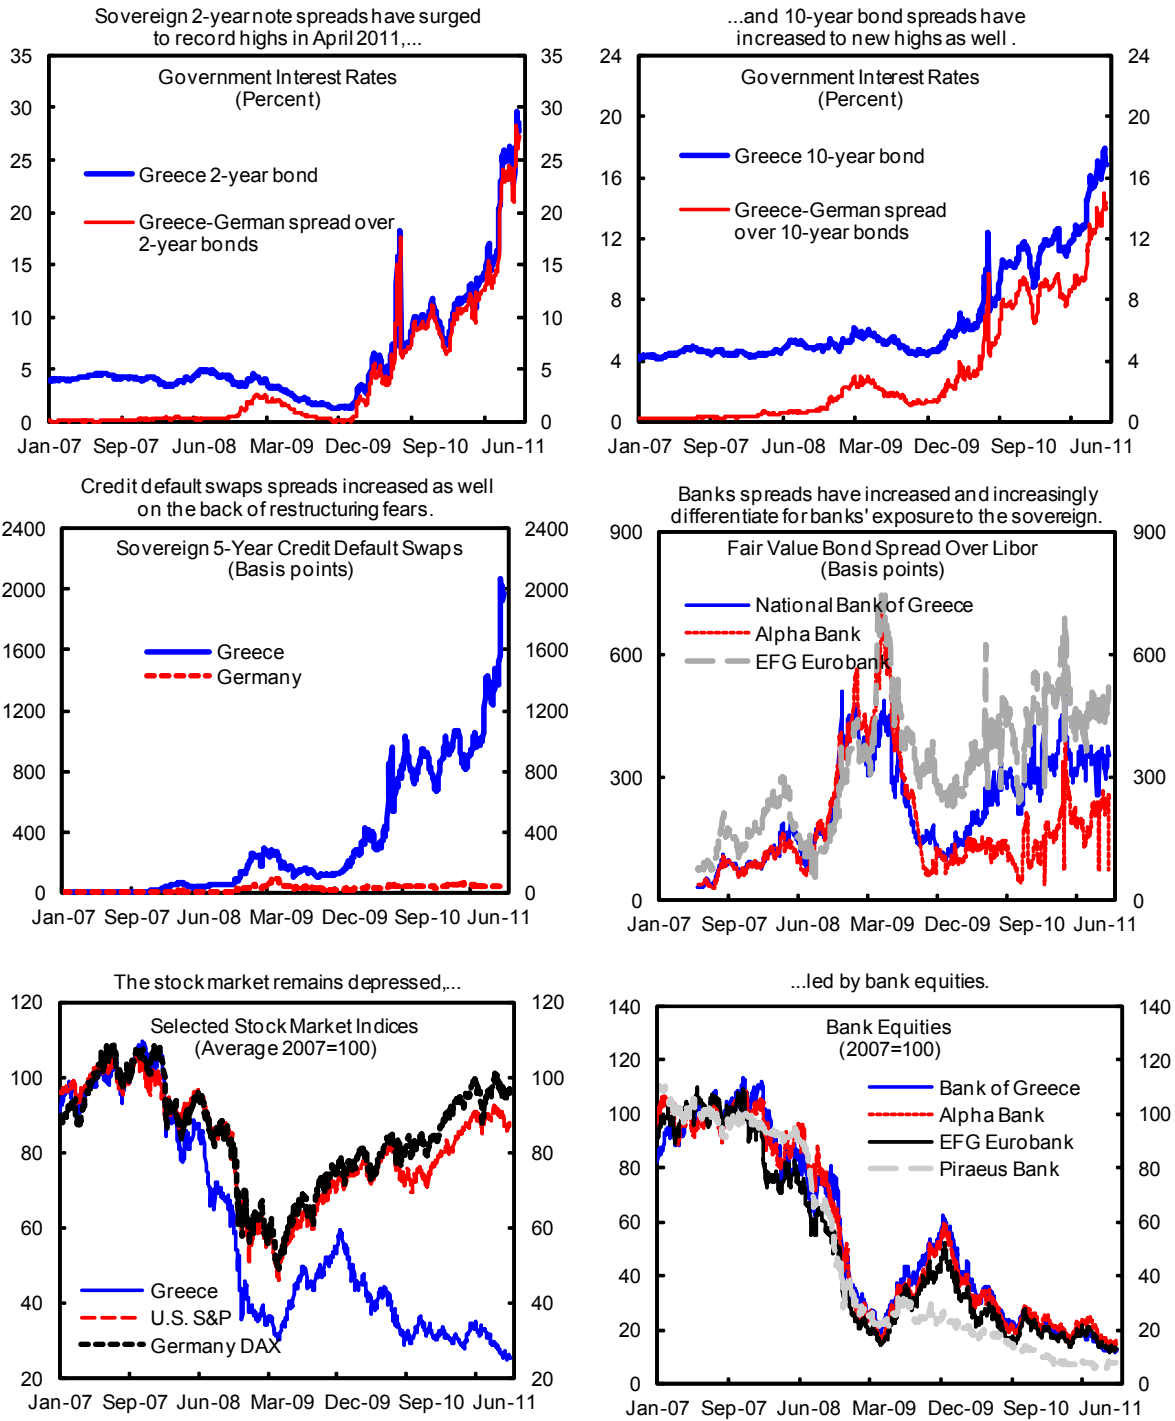 Sovereign 2-year note spreads have surged
to record highs in April 2011,...
Government Interest Rates
(Percent)
Greece 2-year bond
Greece-German spread over
2-year bonds
35
30
25
20
15
10
5
0
35
30
25
20
15
10
5
0
Jan-07 Sep-07 Jun-08 Mar-09 Dec-09 Sep-10 Jun-11
...and 10-year bond spreads have
increased to new highs as well .
Government Interest Rates
(Percent)
Greece 10-year bond
Greece-German spread
over 10-year bonds
24
20
16
12
8
4
0
24
20
16
12
8
4
0
Jan-07 Sep-07 Jun-08 Mar-09 Dec-09 Sep-10 Jun-11
Credit default swaps spreads increased as well
on the back of restructuring fears.
Sovereign 5-Year Credit Default Swaps
(Basis points)
Greece
Germany
2400
2000
1600
1200
800
400
0
2400
2000
1600
1200
800
400
0
Jan-07 Sep-07 Jun-08 Mar-09 Dec-09 Sep-10 Jun-11
Banks spreads have increased and increasingly
differentiate for banks' exposure to the sovereign.
Fair Value Bond Spread Over Libor
(Basis points)
National Bank of Greece
Alpha Bank
EFG Eurobank
900
600
300
0
900
600
300
0
Jan-07 Sep-07 Jun-08 Mar-09 Dec-09 Sep-10 Jun-11
The stock market remains depressed,...
Selected Stock Market Indices
(Average 2007=100)
Greece
U.S. S&P
Germany DAX
120
100
80
60
40
20
120
100
80
60
40
20
Jan-07 Sep-07 Jun-08 Mar-09 Dec-09 Sep-10 Jun-11
...led by bank equities.
Bank Equities
(2007=100)
Bank of Greece
Alpha Bank
EFG Eurobank
Piraeus Bank
140
120
100
80
60
40
20
0
140
120
100
80
60
40
20
0
Jan-07 Sep-07 Jun-08 Mar-09 Dec-09 Sep-10 Jun-11